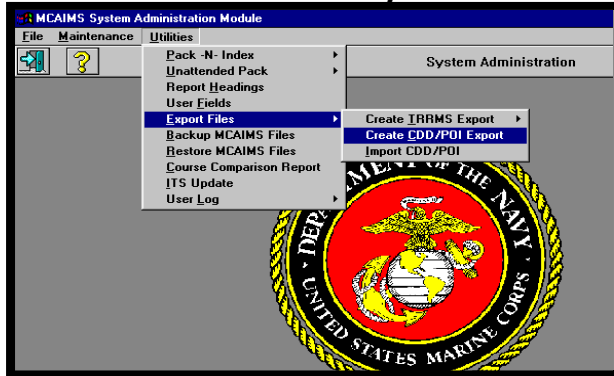 MCAIMS System Administration Module
File Maintenance Utilities
System Administration
Pack -N- Index
Unattended Pack
Report Headings
User Fields
Export Files
Backup MCAIMS Files
Restore MCAIMS Files
Course Comparison Report
ITS Update
User Log
Create TRRMS Export
Create CDD/POI Export
Import CDD/POI
DEPARTMENT OF THE NAVY
UNITED STATES MARINE CORPS